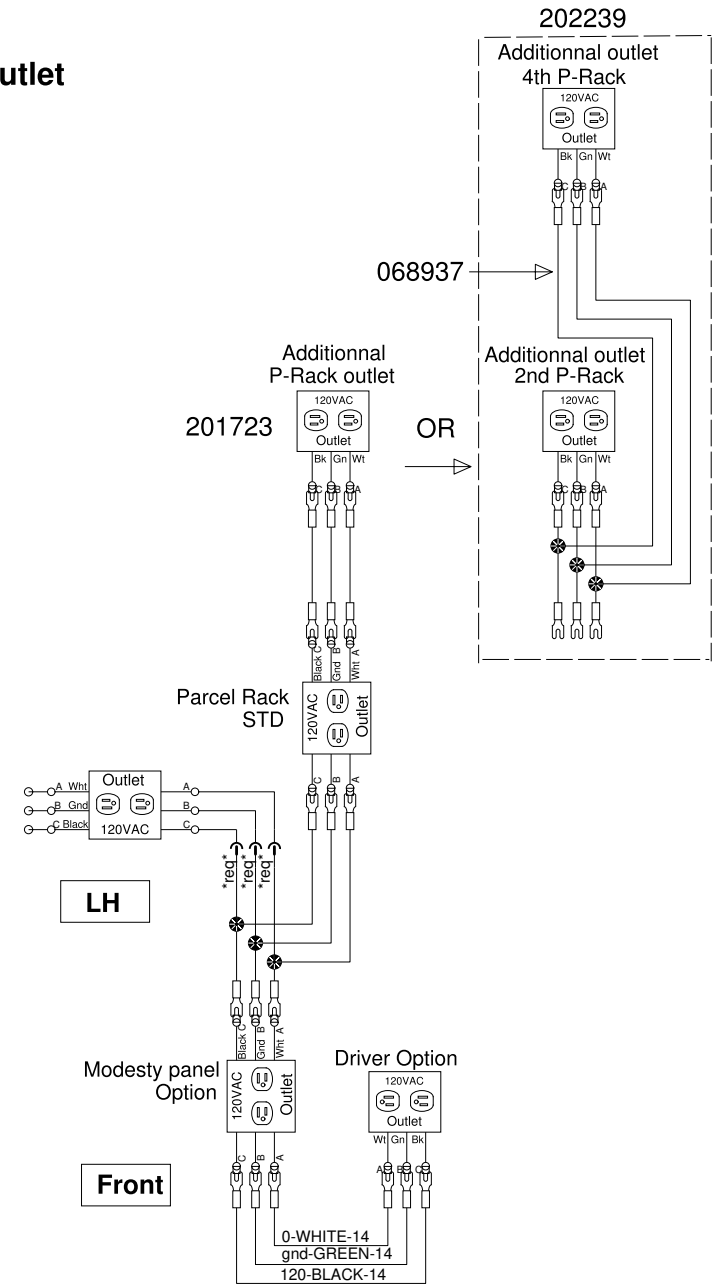 202239
utlet
Additionnal outlet
4th P-Rack
120VAC
Outlet
Bk Gn Wt
C B A
068937
Additionnal
P-Rack outlet
Additionnal outlet
2nd P-Rack
201723
120VAC
Outlet
OR
120VAC
Outlet
Bk Gn Wt
Bk Gn Wt
C B A
C B A
Black C
Gnd B
Wht A
Parcel Rack
STD
120VAC
Outlet
C B A
A Wht
B Gnd
C Black
Outlet
120VAC
A
B
C
*req*
*req*
*req*
LH
Black C
Gnd B
Wht A
Modesty panel
Option
120VAC
Outlet
Driver Option
120VAC
Outlet
Wt Gn Bk
C B A
A B C
Front
0-WHITE-14
gnd-GREEN-14
120-BLACK-14